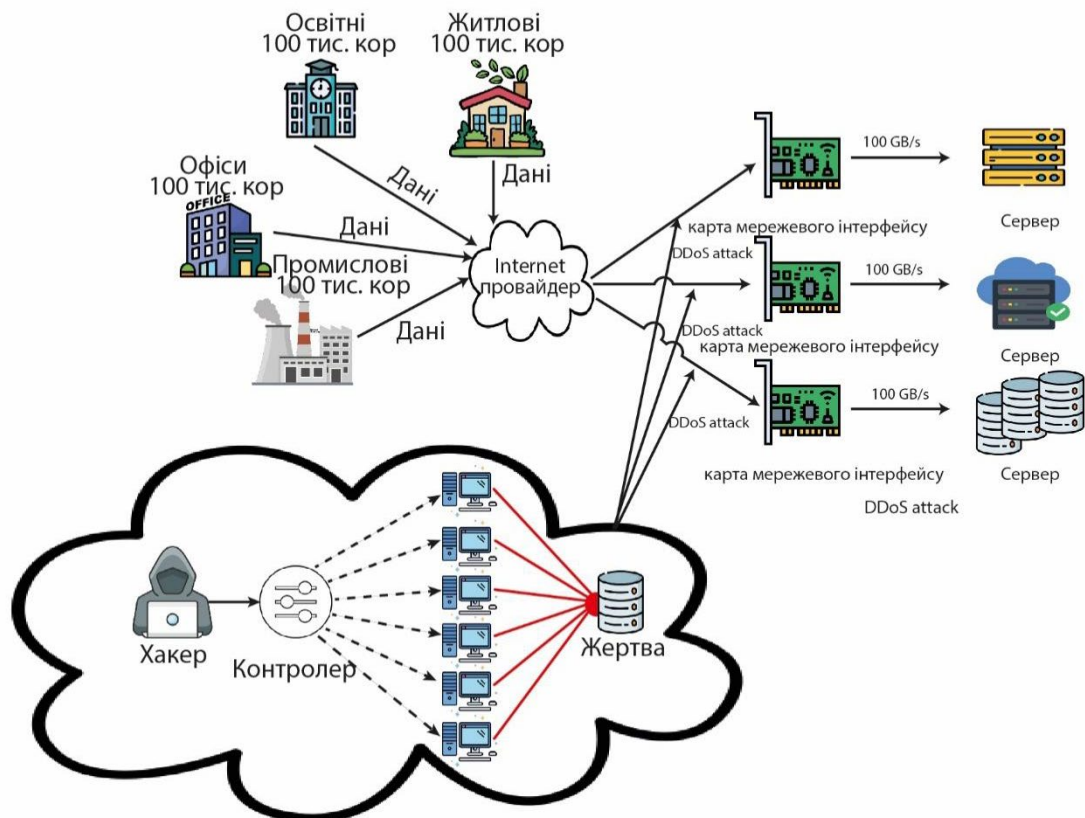 Освітні
100 тис. кор
Житлові
100 тис. кор
Офіси
100 тис. кор
OFFICE
Дані
Дані
Дані
Промислові
100 тис. кор
Дані
Internet
провайдер
100 GB/s
Сервер
карта мережевого інтерфейсу
DDoS attack
100 GB/s
Сервер
DDoS attack
карта мережевого інтерфейсу
100 GB/s
Сервер
DDoS attack
карта мережевого інтерфейсу
DDoS attack
Хакер
Контролер
Жертва